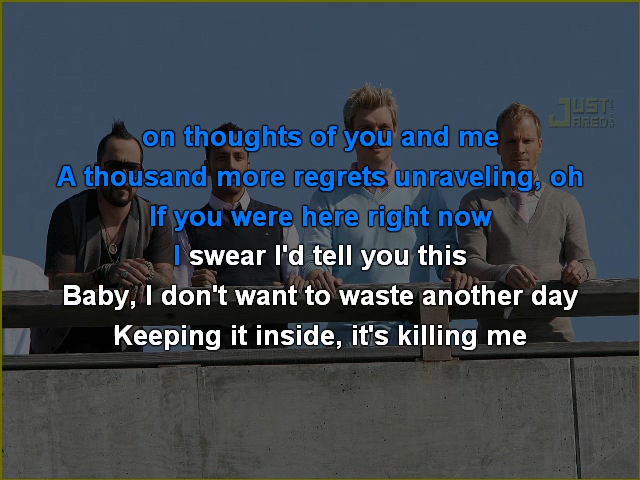 on thoughts of you and me
A thousand more regrets unraveling, oh
If you were here right now
I swear I'd tell you this
Baby, I don't want to waste another day
Keeping it inside, it's killing me
JUST
JARED